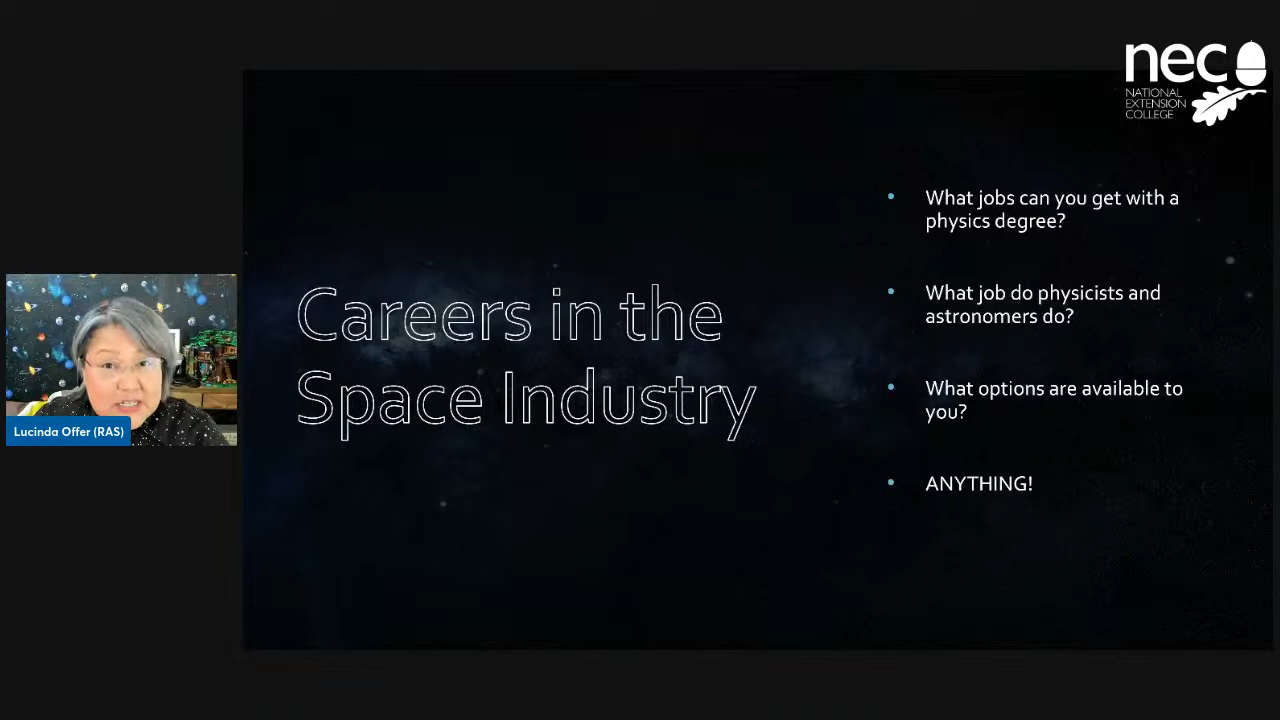 nec
NATIONAL
EXTENSION
COLLEGE
Careers in the
Space Industry
What jobs can you get with a
physics degree?
What job do physicists and
astronomers do?
What options are available to
you?
ANYTHING!
Lucinda Offer (RAS)